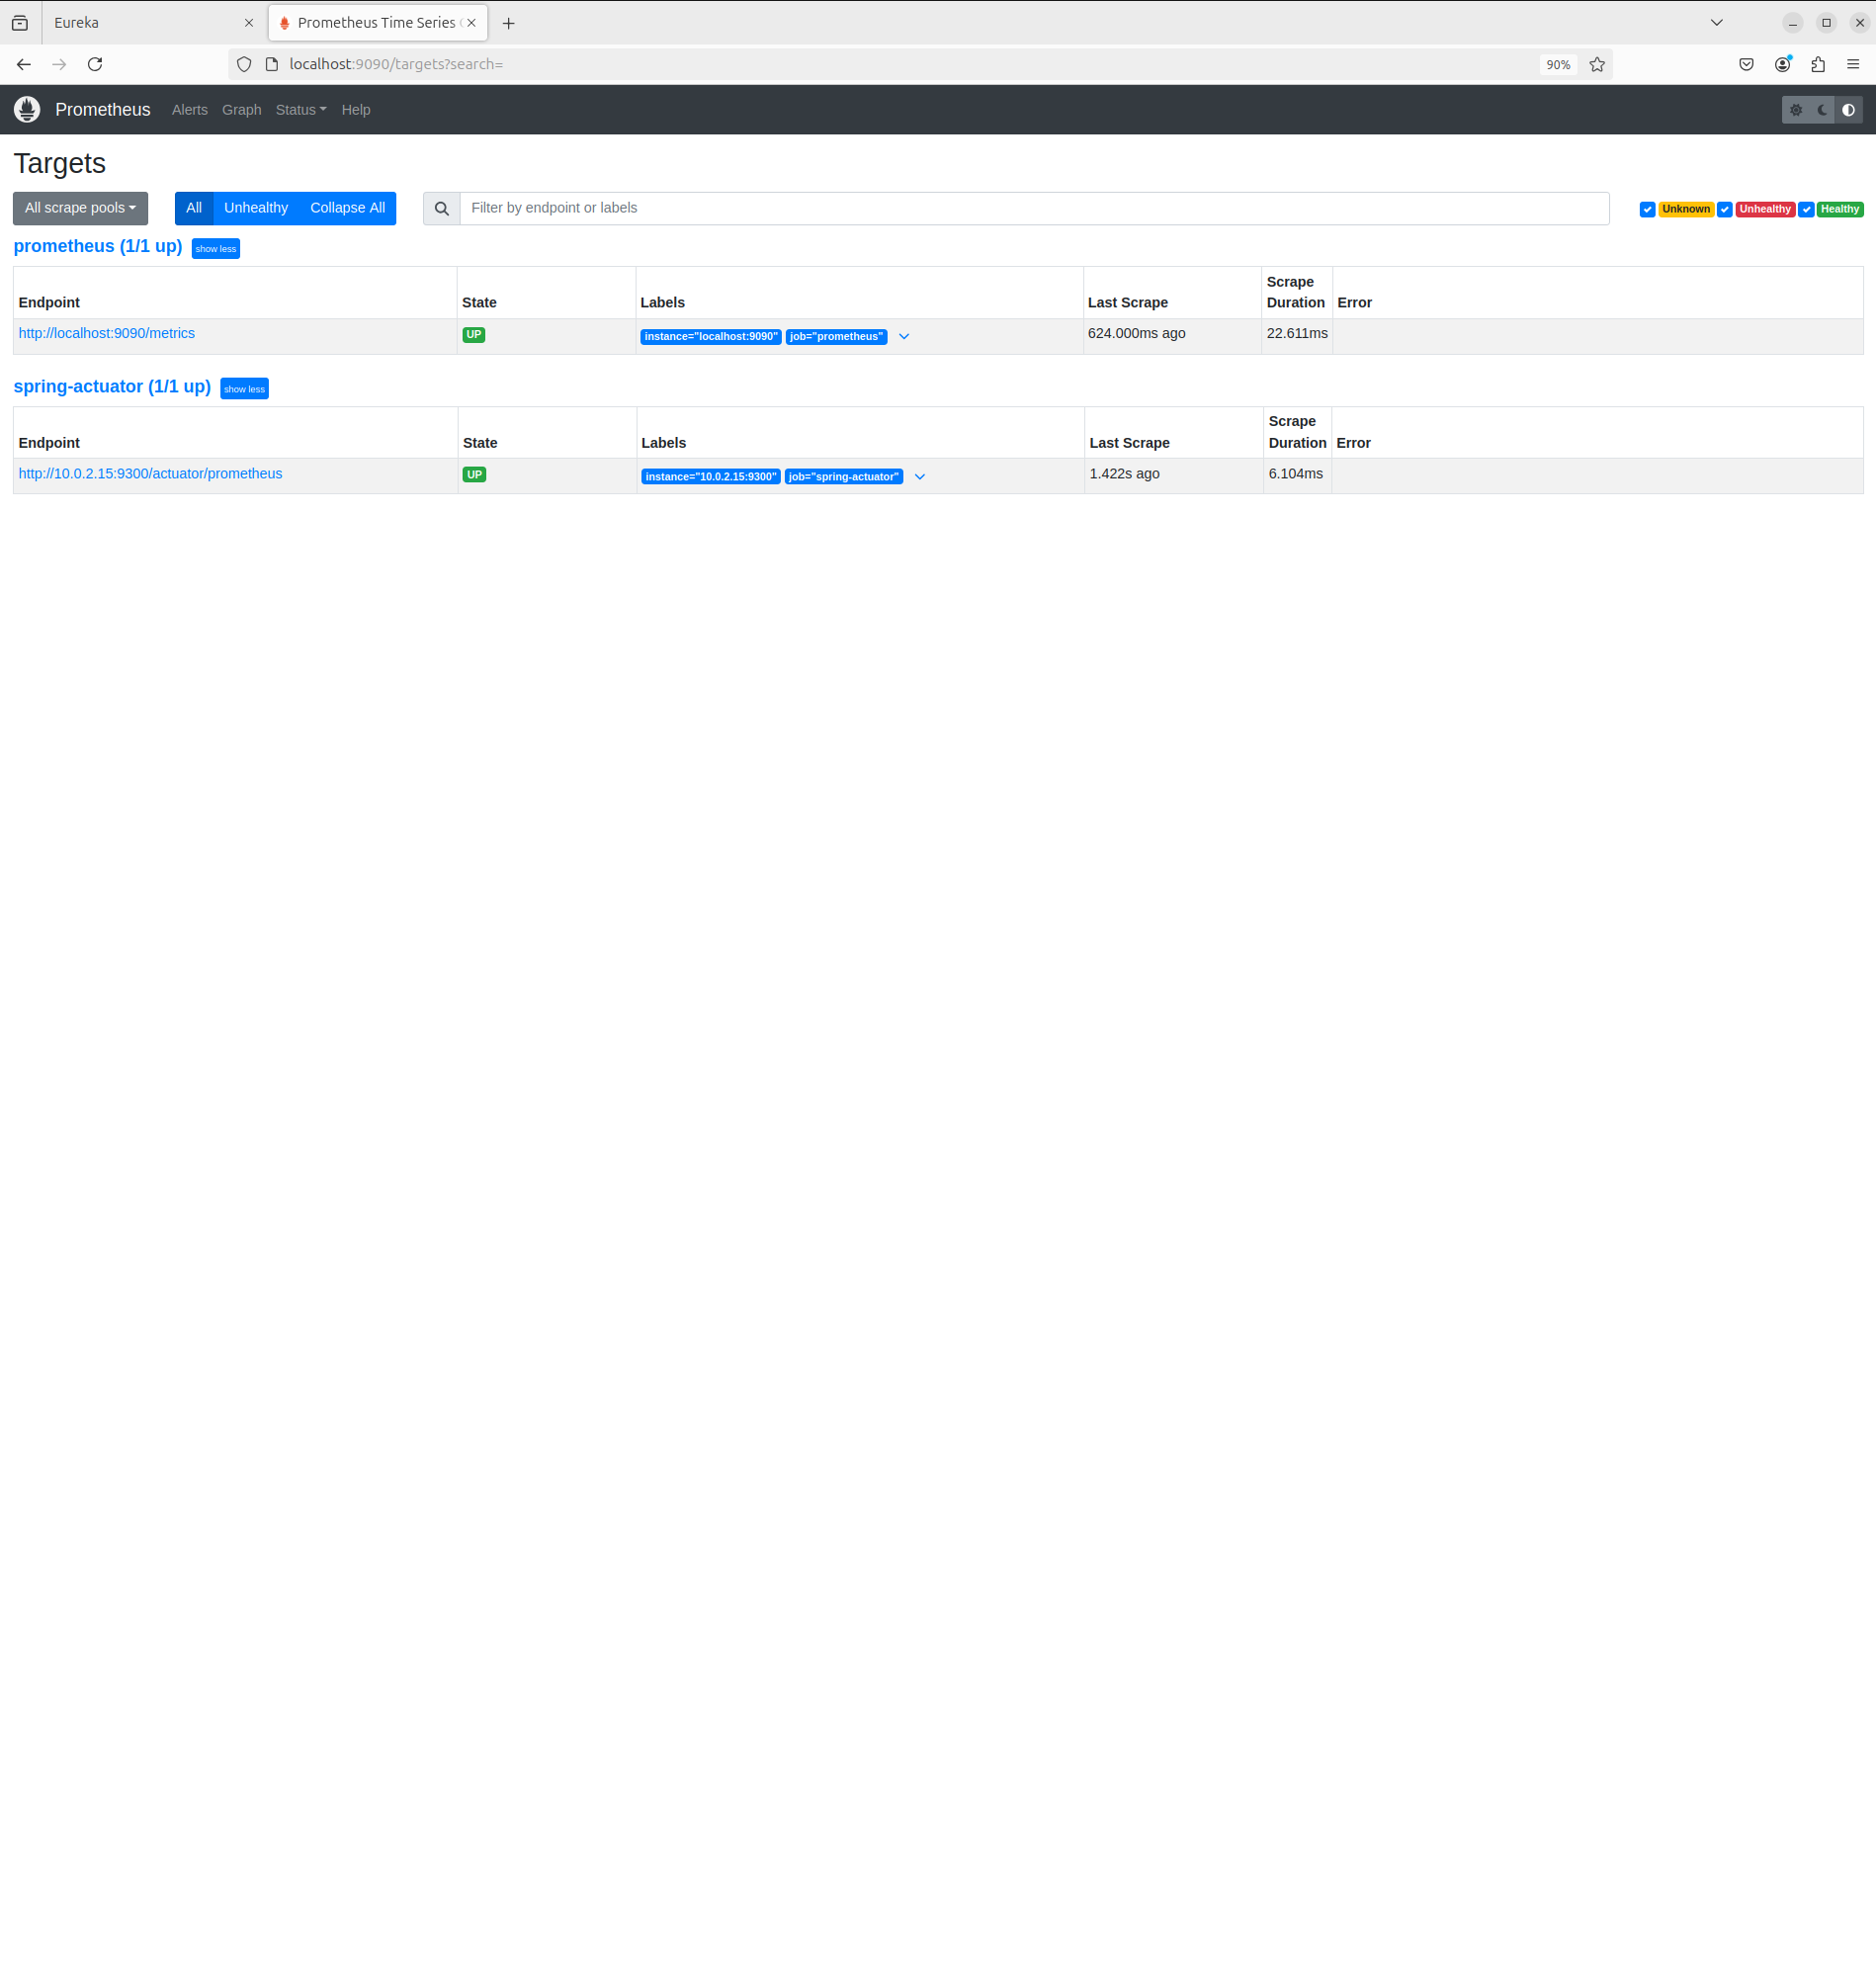 Eureka
Prometheus Time Series
localhost:9090/targets?search=
90%
Prometheus Alerts Graph Status Help
Targets
All scrape pools All Unhealthy Collapse All Filter by endpoint or labels Unknown Unhealthy Healthy
prometheus (1/1 up) show less
Endpoint State Labels Last Scrape Scrape Duration Error
http://localhost:9090/metrics UP instance="localhost:9090" job="prometheus" 624.000ms ago 22.611ms
spring-actuator (1/1 up) show less
Endpoint State Labels Last Scrape Scrape Duration Error
http://10.0.2.15:9300/actuator/prometheus UP instance="10.0.2.15:9300" job="spring-actuator" 1.422s ago 6.104ms